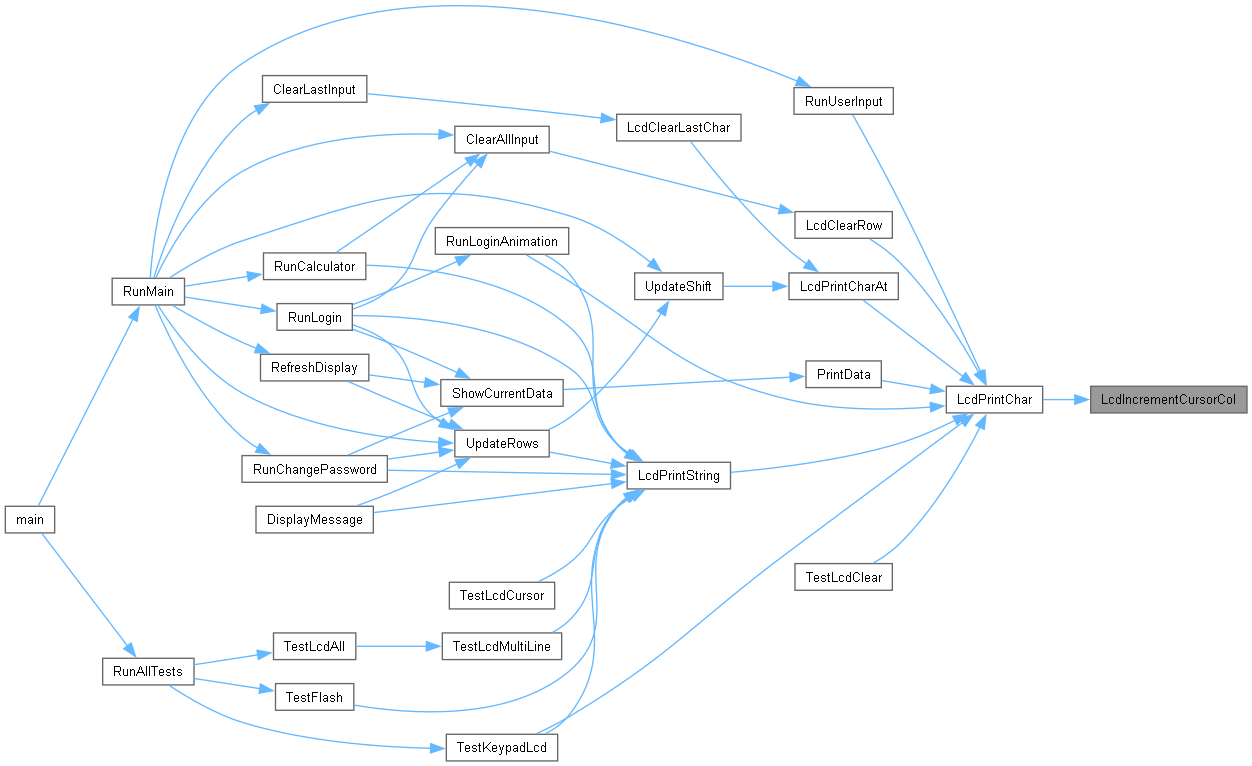 ClearLastInput
RunUserInput
LcdClearLastChar
ClearAllInput
LcdClearRow
RunLoginAnimation
RunCalculator
UpdateShift
LcdPrintCharAt
RunMain
RunLogin
RefreshDisplay
PrintData
ShowCurrentData
LcdPrintChar
LcdIncrementCursorCol
UpdateRows
RunChangePassword
LcdPrintString
main
DisplayMessage
TestLcdClear
TestLcdCursor
TestLcdAll
TestLcdMultiLine
RunAllTests
TestFlash
TestKeypadLcd